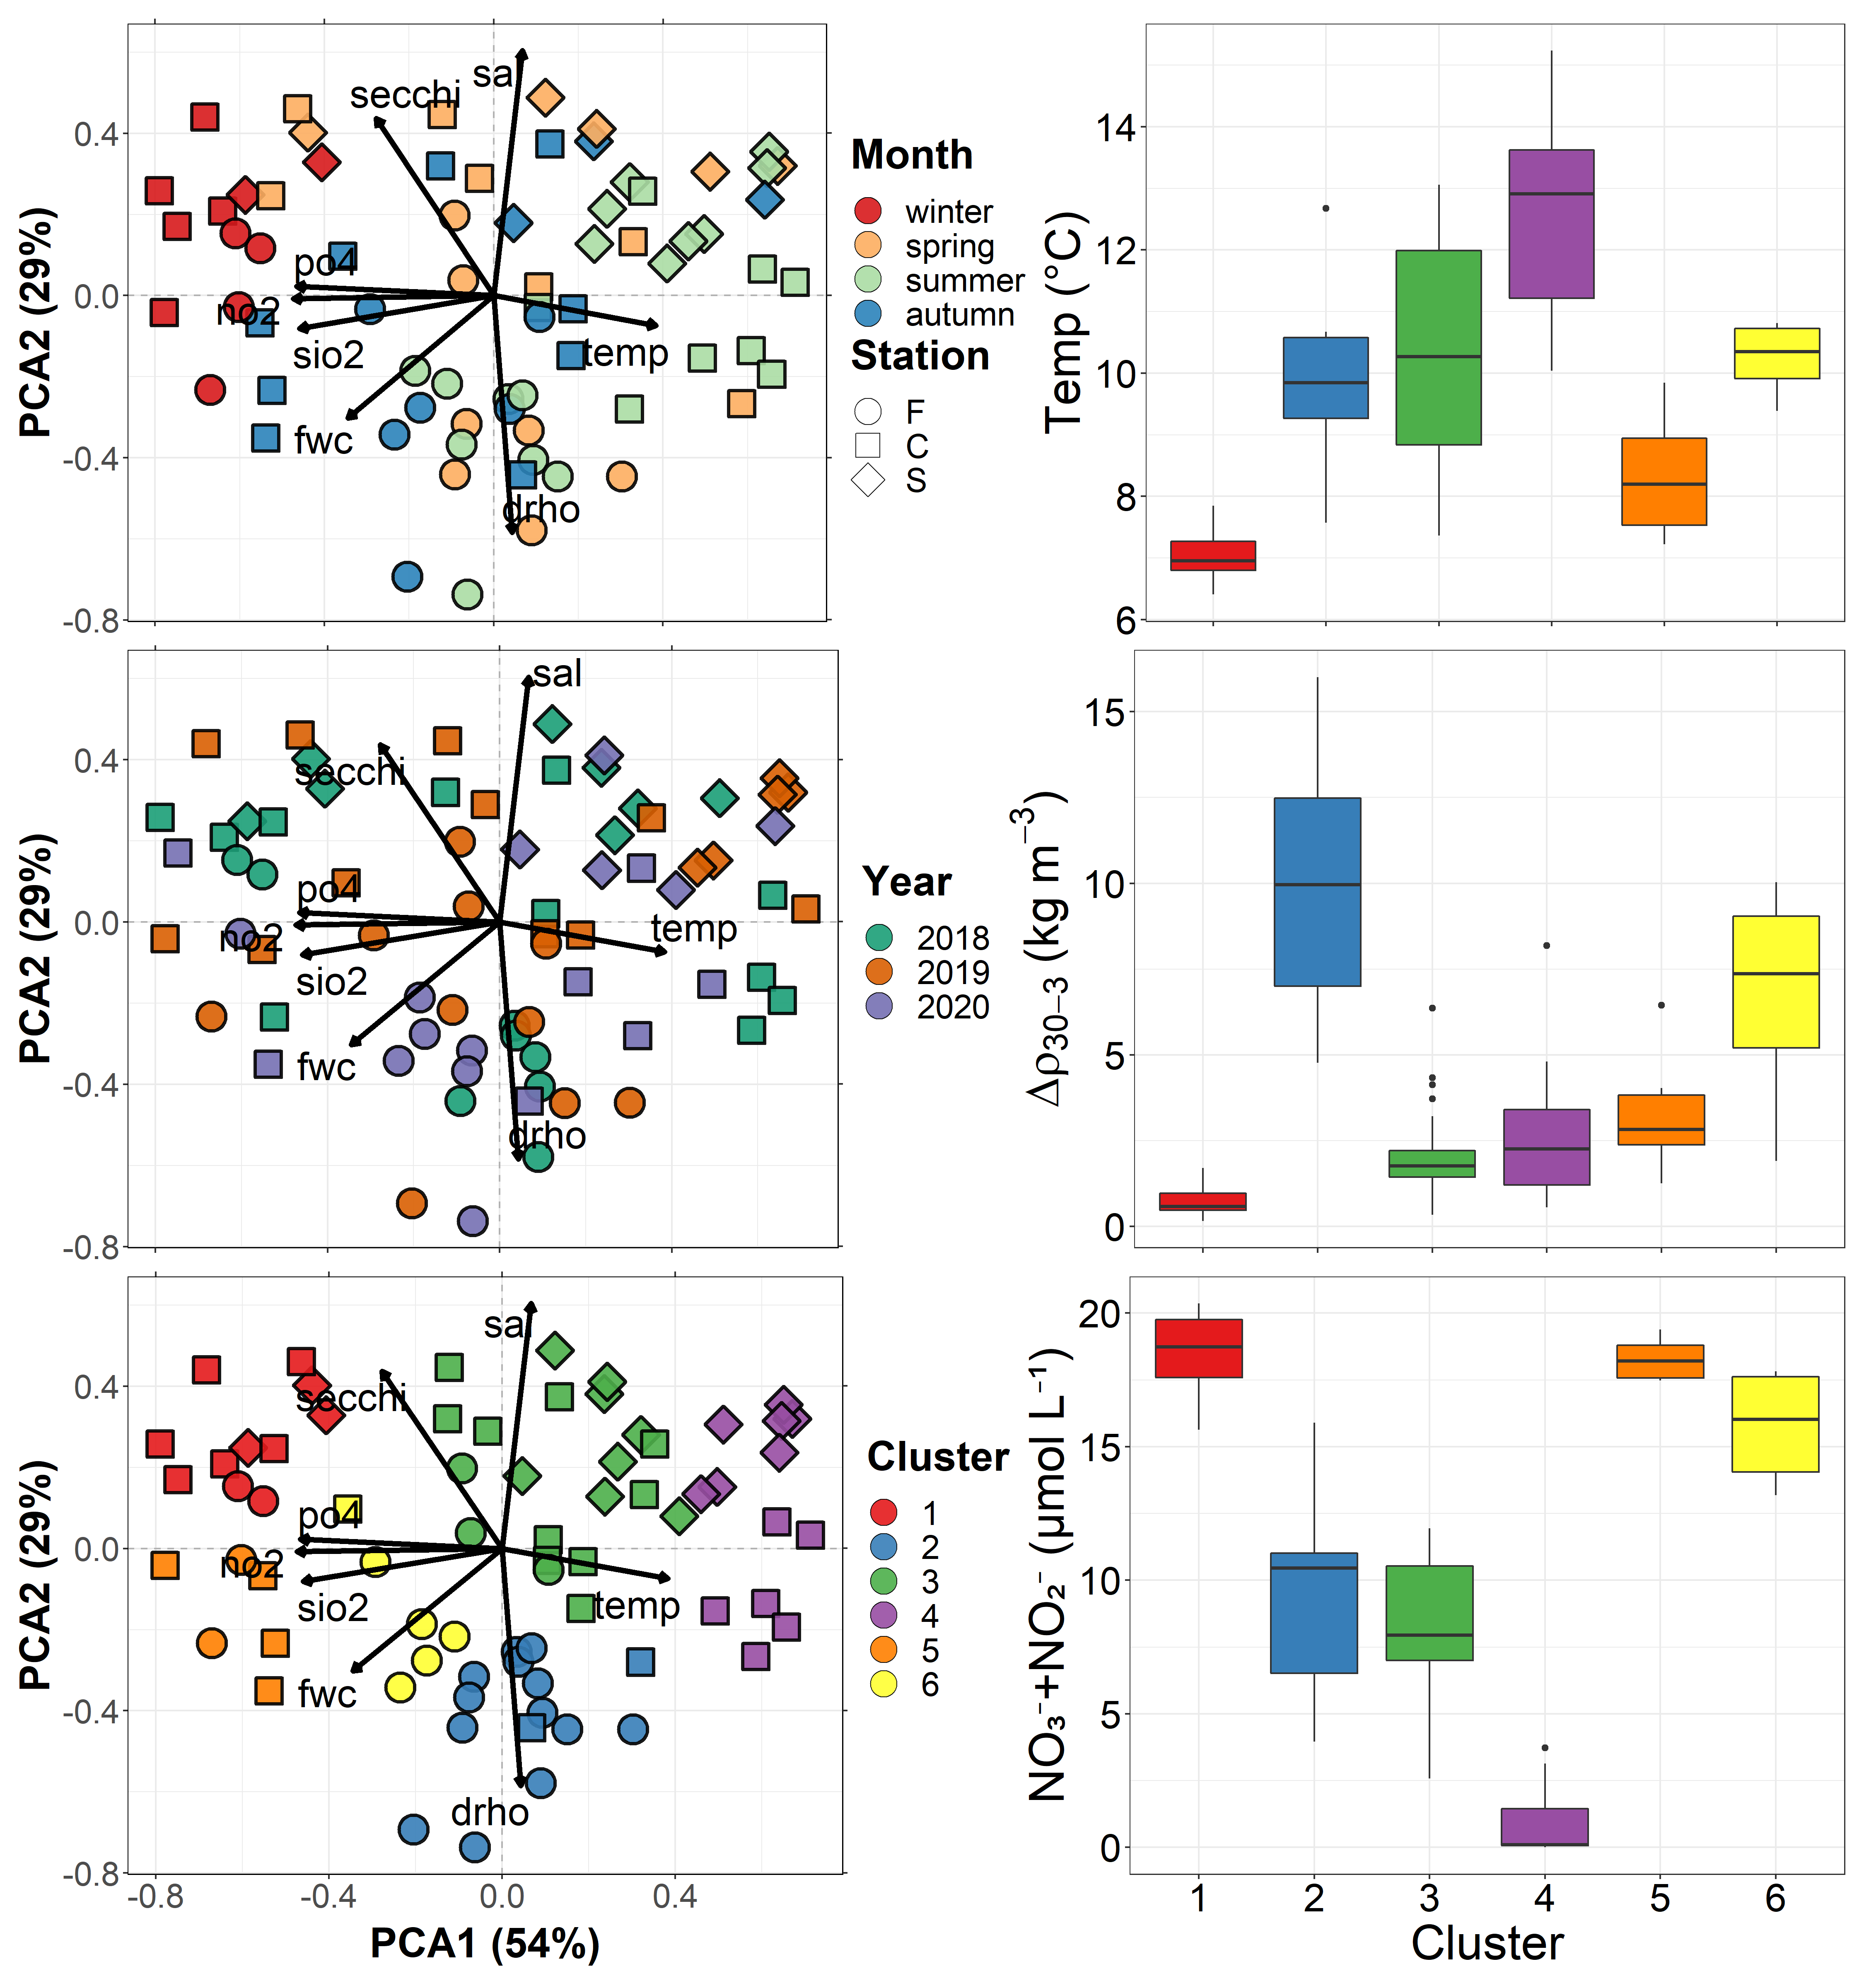 PCA2 (29%)
0.4
0.0
-0.4
-0.8
sal
secchi
po4
no2
sio2
fwc
temp
drho
Month
winter
spring
summer
autumn
Station
F
C
S
Temp (°C)
14
12
10
8
6
PCA2 (29%)
0.4
0.0
-0.4
-0.8
sal
secchi
po4
no2
sio2
fwc
temp
drho
Year
2018
2019
2020
Δρ30−3 (kg m−3)
15
10
5
0
PCA2 (29%)
0.4
0.0
-0.4
-0.8
sal
secchi
po4
no2
sio2
fwc
temp
drho
-0.8 -0.4 0.0 0.4
PCA1 (54%)
Cluster
1
2
3
4
5
6
NO₃⁻+NO₂⁻ (µmol L⁻¹)
20
15
10
5
0
1 2 3 4 5 6
Cluster